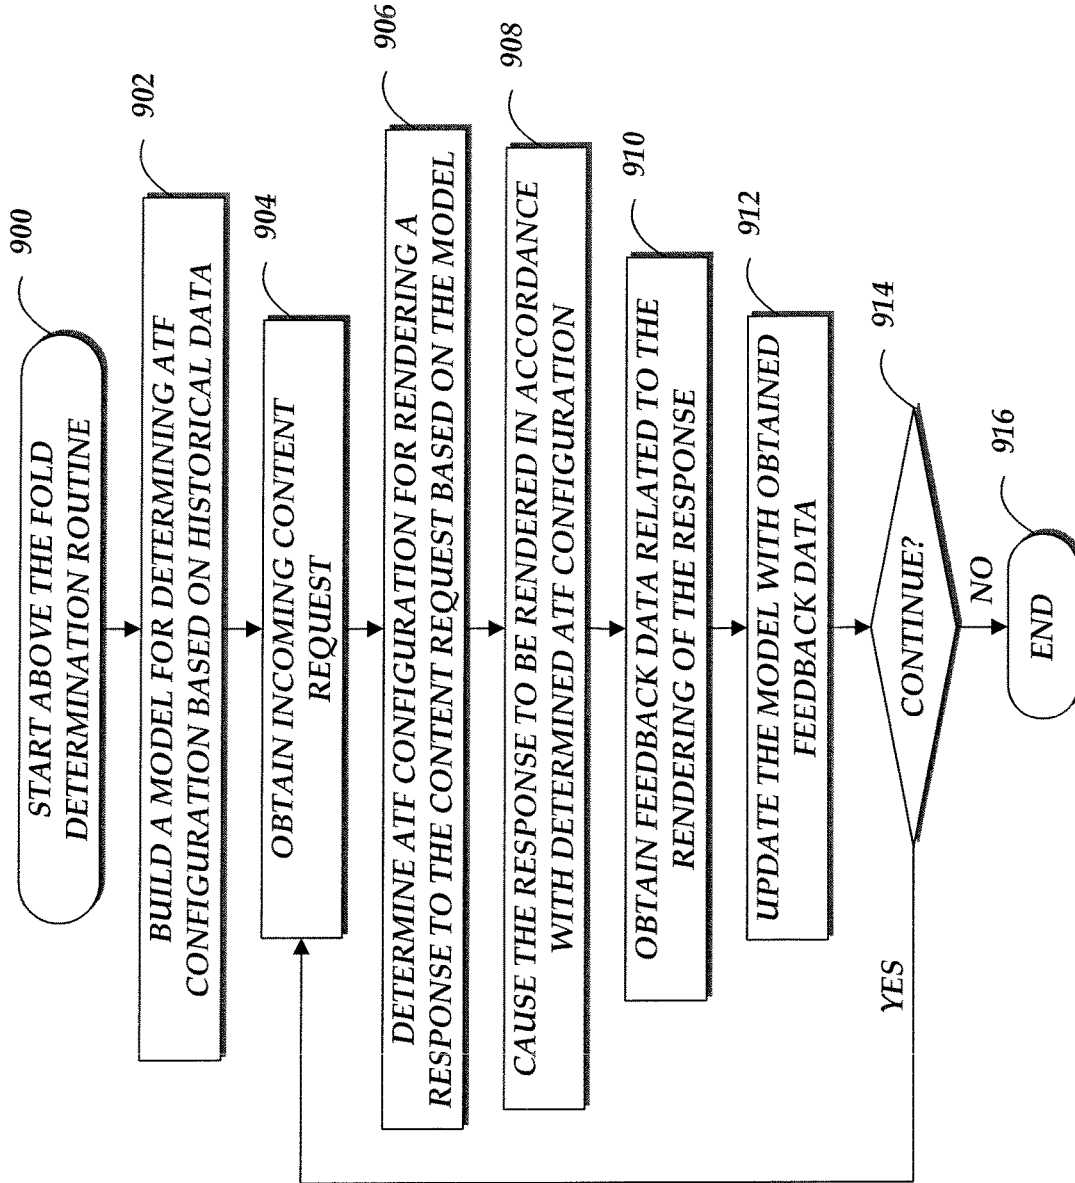 START ABOVE THE FOLD
DETERMINATION ROUTINE
900
BUILD A MODEL FOR DETERMINING ATF
CONFIGURATION BASED ON HISTORICAL DATA
902
OBTAIN INCOMING CONTENT
REQUEST
904
DETERMINE ATF CONFIGURATION FOR RENDERING A
RESPONSE TO THE CONTENT REQUEST BASED ON THE MODEL
906
CAUSE THE RESPONSE TO BE RENDERED IN ACCORDANCE
WITH DETERMINED ATF CONFIGURATION
908
OBTAIN FEEDBACK DATA RELATED TO THE
RENDERING OF THE RESPONSE
910
UPDATE THE MODEL WITH OBTAINED
FEEDBACK DATA
912
CONTINUE?
914
YES
NO
END
916